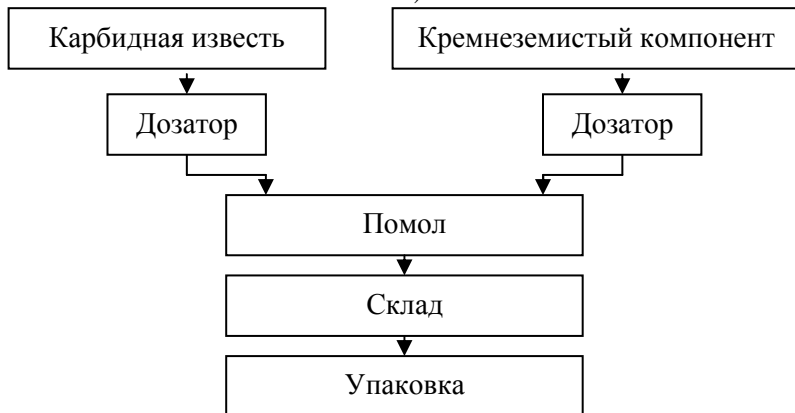 Карбидная известь
Кремнеземистый компонент
Дозатор
Дозатор
Помол
Склад
Упаковка